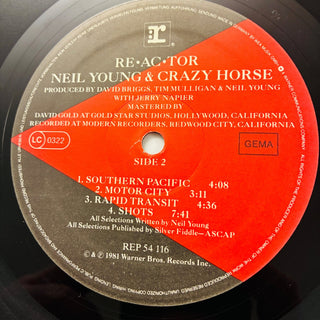 RE•AC•TOR
NEIL YOUNG & CRAZY HORSE
PRODUCED BY DAVID BRIGGS, TIM MULLIGAN & NEIL YOUNG
WITH JERRY NAPIER
MASTERED BY
DAVID GOLD AT GOLD STAR STUDIOS, HOLLYWOOD, CALIFORNIA
RECORDED AT MODERN RECORDERS, REDWOOD CITY, CALIFORNIA
LC 0322
GEMA
SIDE 2
1. SOUTHERN PACIFIC 4:08
2. MOTOR CITY 3:11
3. RAPID TRANSIT 4:36
4. SHOTS 7:41
All Selections Written by Neil Young
All Selections Published by Silver Fiddle—ASCAP
REP 54 116
© & ℗ 1981 Warner Bros. Records Inc.